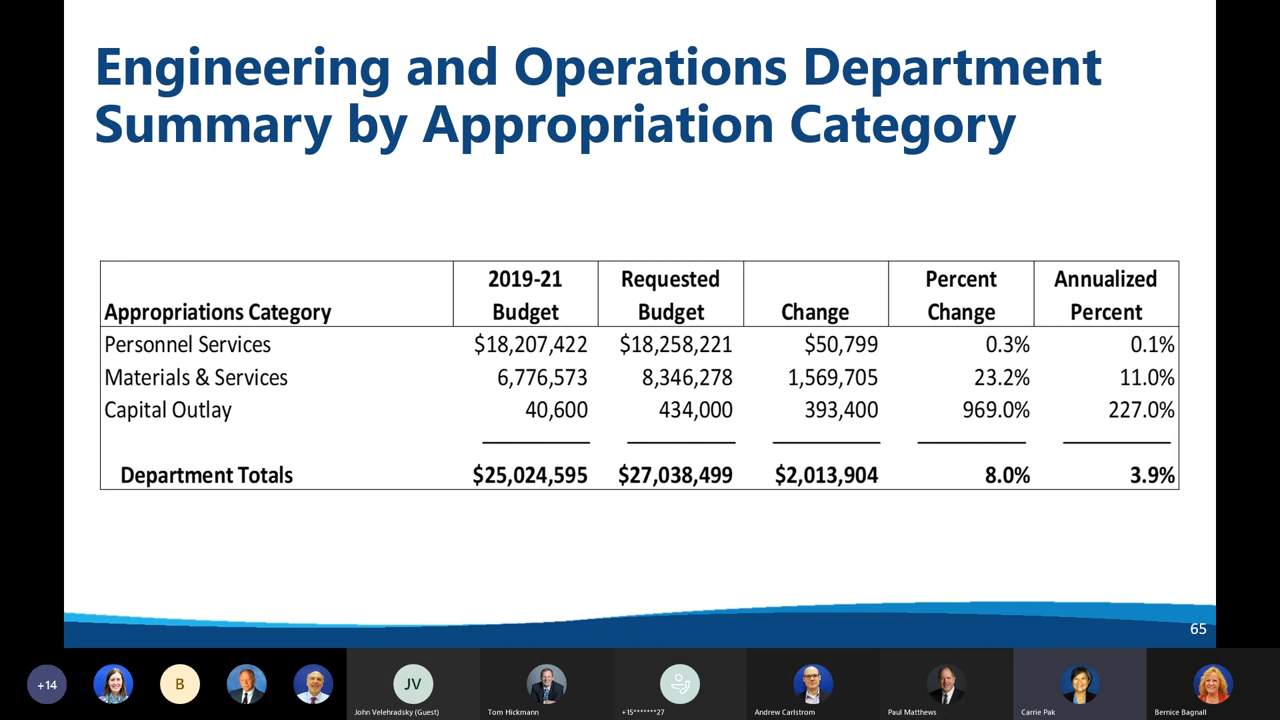 Engineering and Operations Department
Summary by Appropriation Category
Appropriations Category 2019-21 Budget Requested Budget Change Percent Change Annualized Percent
Personnel Services $18,207,422 $18,258,221 $50,799 0.3% 0.1%
Materials & Services 6,776,573 8,346,278 1,569,705 23.2% 11.0%
Capital Outlay 40,600 434,000 393,400 969.0% 227.0%
Department Totals $25,024,595 $27,038,499 $2,013,904 8.0% 3.9%
65
+14 B JV
John Velehradsky (Guest) Tom Hickmann +15*******27 Andrew Carlstrom Paul Matthews Carrie Pak Bernice Bagnall